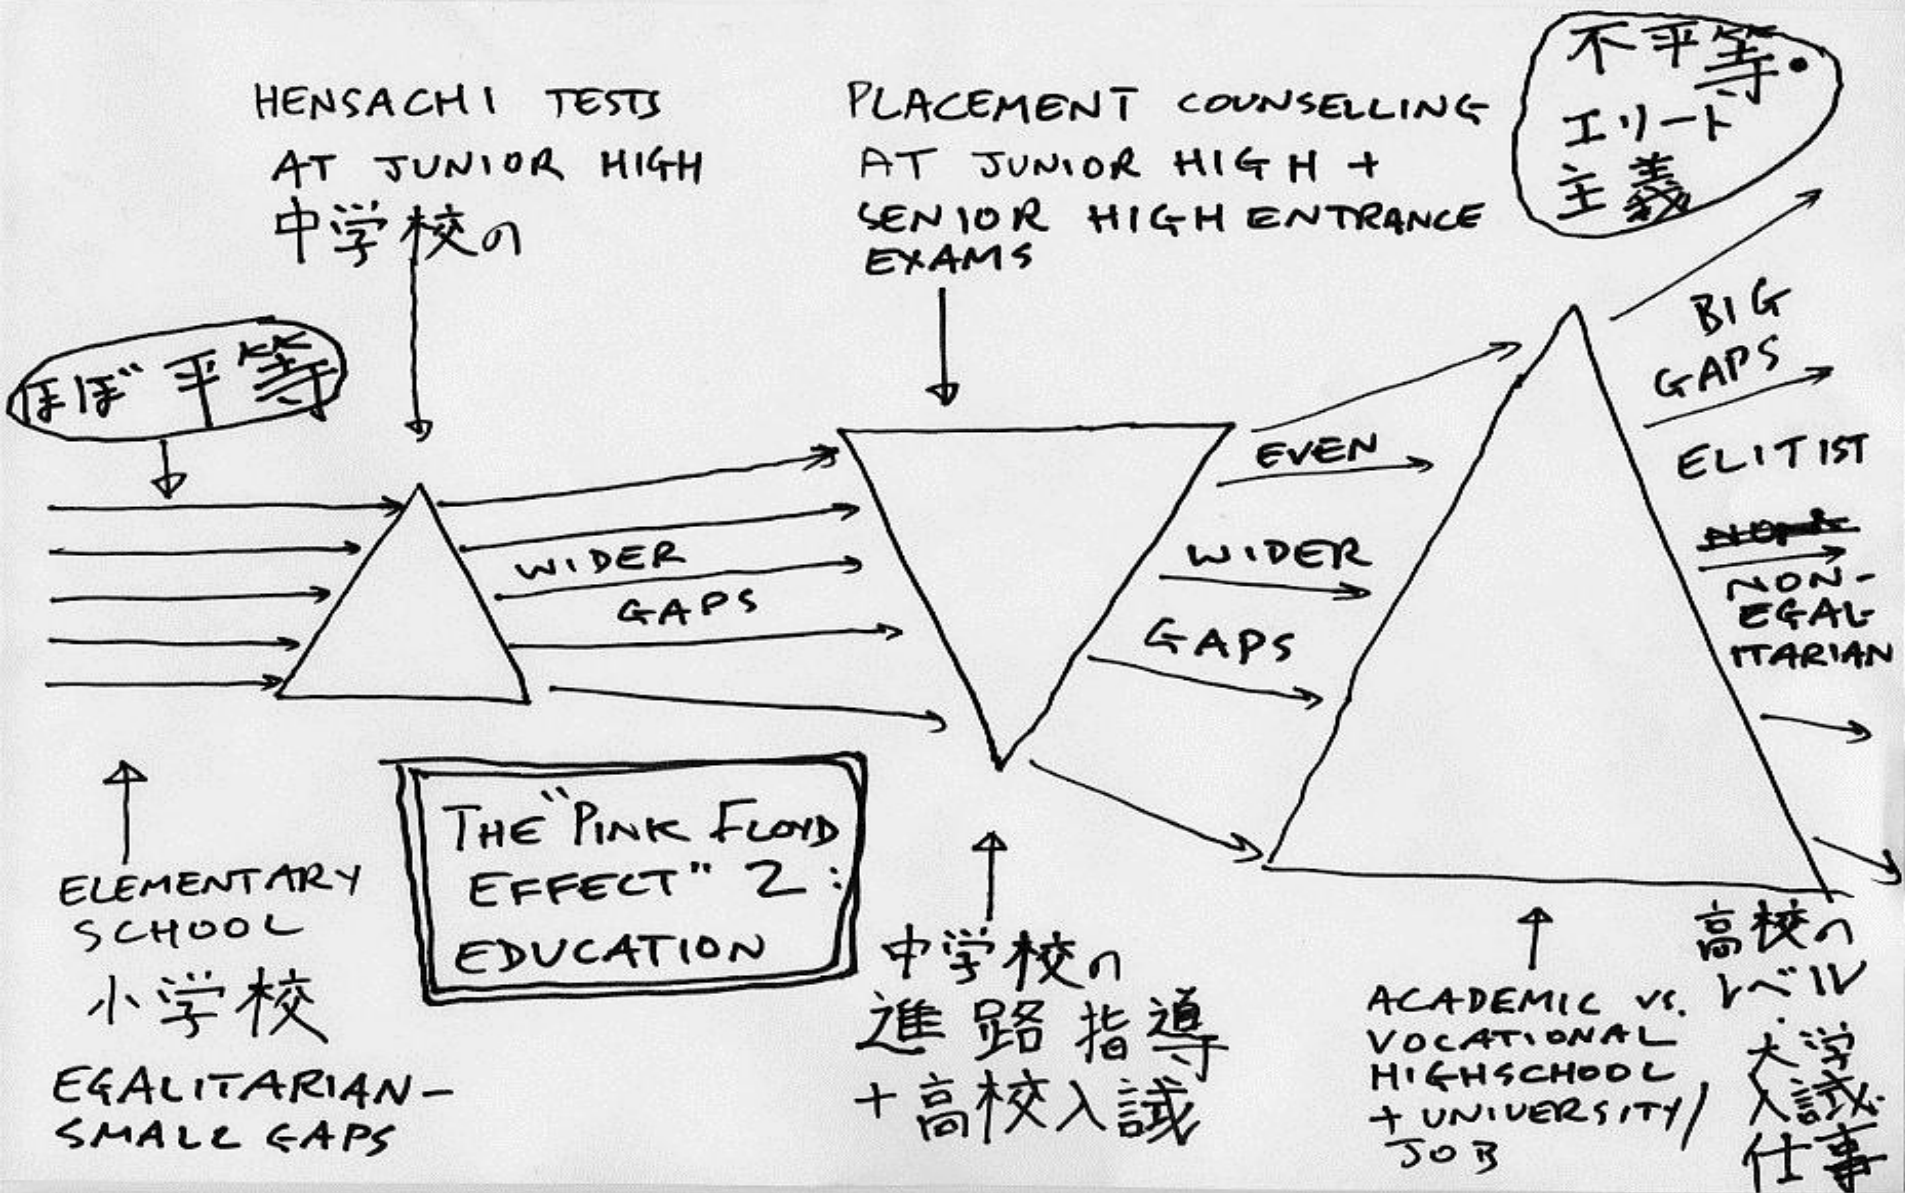 HENSACHI TESTS
AT JUNIOR HIGH
中学校の
PLACEMENT COUNSELLING
AT JUNIOR HIGH +
SENIOR HIGH ENTRANCE
EXAMS
不平等・
エリート
主義
ほぼ平等
WIDER
GAPS
EVEN
WIDER
GAPS
BIG
GAPS
ELITIST
NON-
EGAL-
ITARIAN
ELEMENTARY
SCHOOL
小学校
EGALITARIAN-
SMALL GAPS
THE "PINK FLOYD
EFFECT" 2:
EDUCATION
中学校の
進路指導
+高校入試
ACADEMIC VS.
VOCATIONAL
HIGHSCHOOL
+ UNIVERSITY/
JOB
高校の
レベル・
大学
入試・
仕事